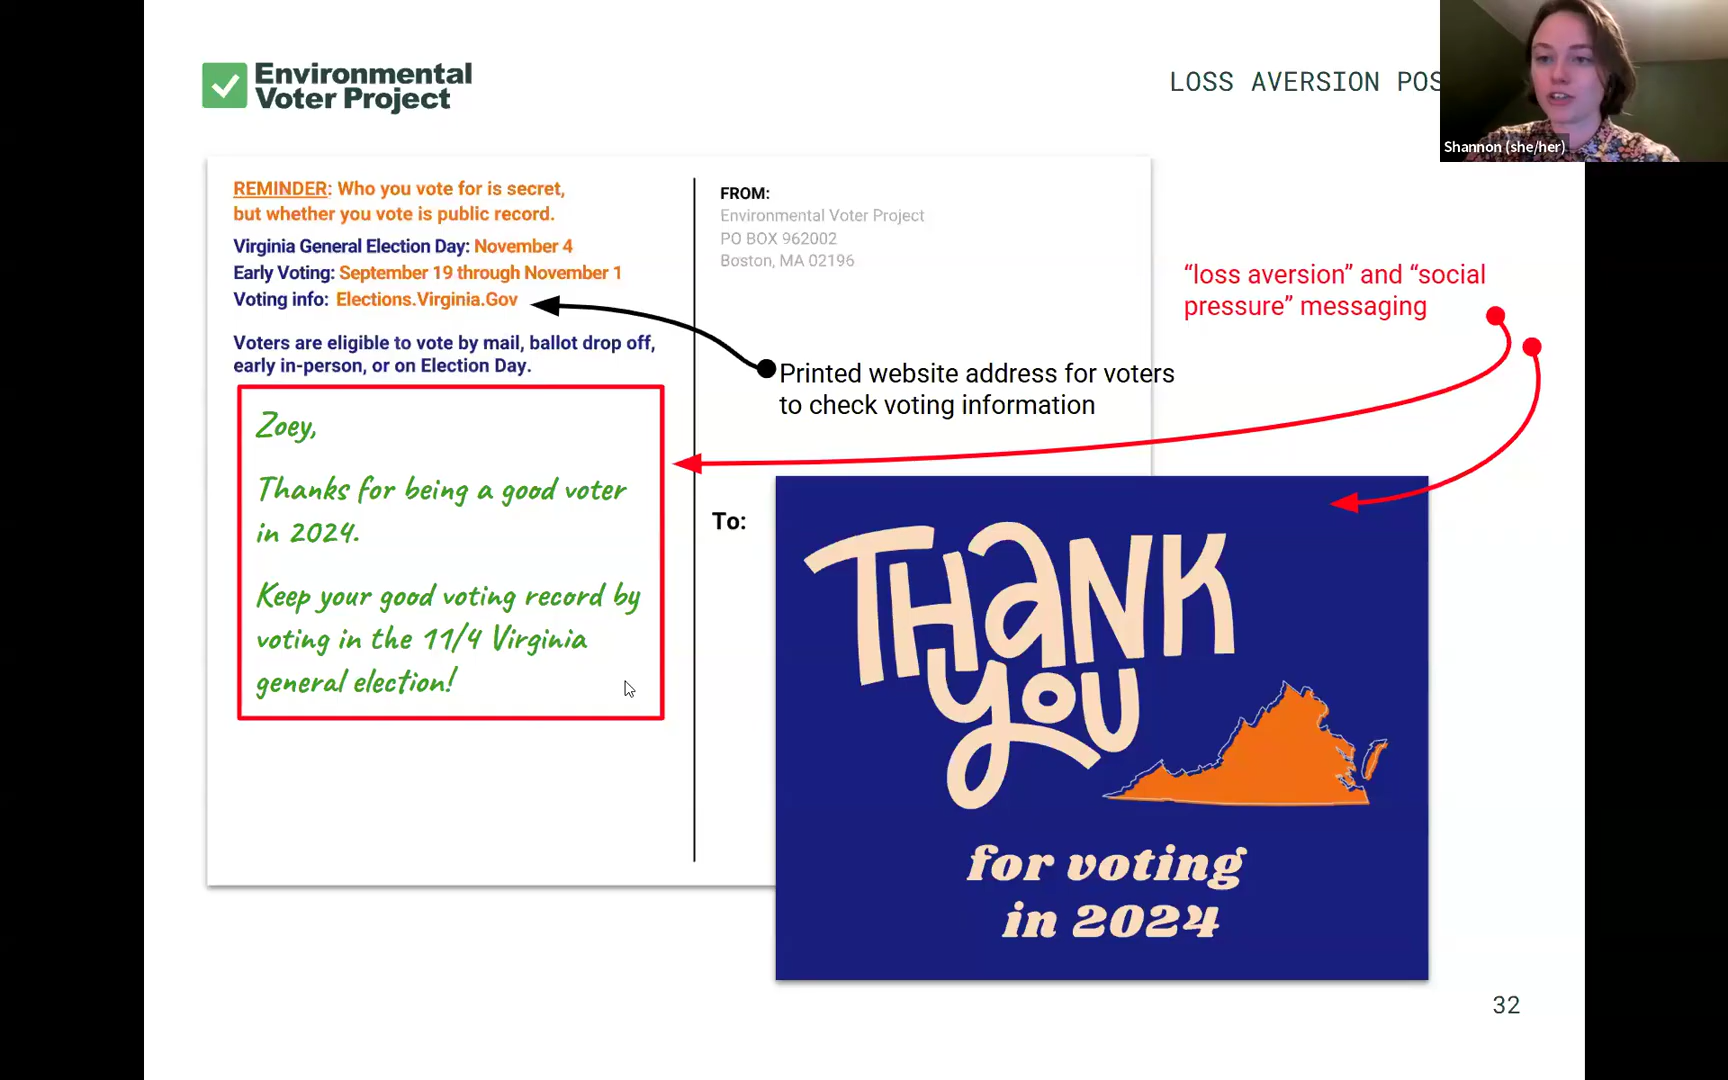 Environmental
Voter Project
LOSS AVERSION
Shannon (she/her)
REMINDER: Who you vote for is secret,
but whether you vote is public record.
Virginia General Election Day: November 4
Early Voting: September 19 through November 1
Voting info: Elections.Virginia.Gov
Voters are eligible to vote by mail, ballot drop off,
early in-person, or on Election Day.
Zoey,
Thanks for being a good voter
in 2024.
Keep your good voting record by
voting in the 11/4 Virginia
general election!
FROM:
Environmental Voter Project
PO BOX 962002
Boston, MA 02196
Printed website address for voters
to check voting information
“loss aversion” and “social
pressure” messaging
To:
THANK
YOU
for voting
in 2024
32